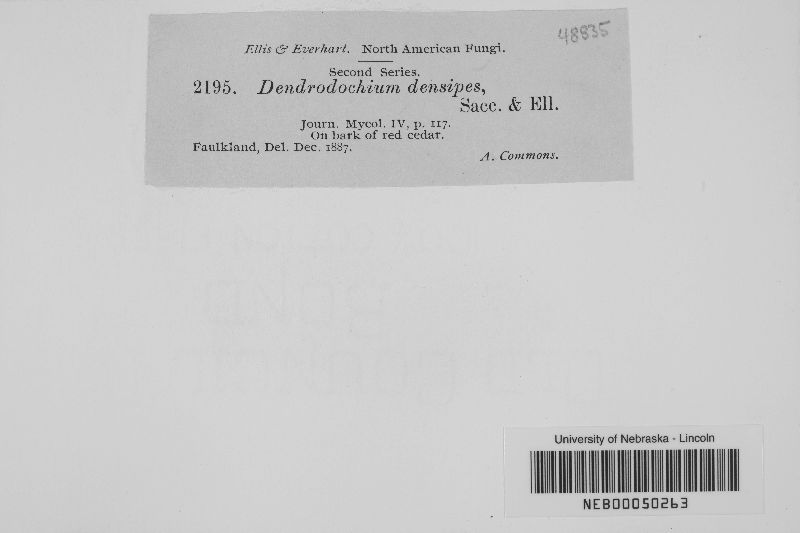 48835
Ellis & Everhart. North American Fungi.
Second Series.
2195. Dendrodochium densipes,
Sacc. & Ell.
Journ. Mycol. IV, p. 117.
On bark of red cedar.
Faulkland, Del. Dec. 1887.
A. Commons.
University of Nebraska - Lincoln
NEB00050263